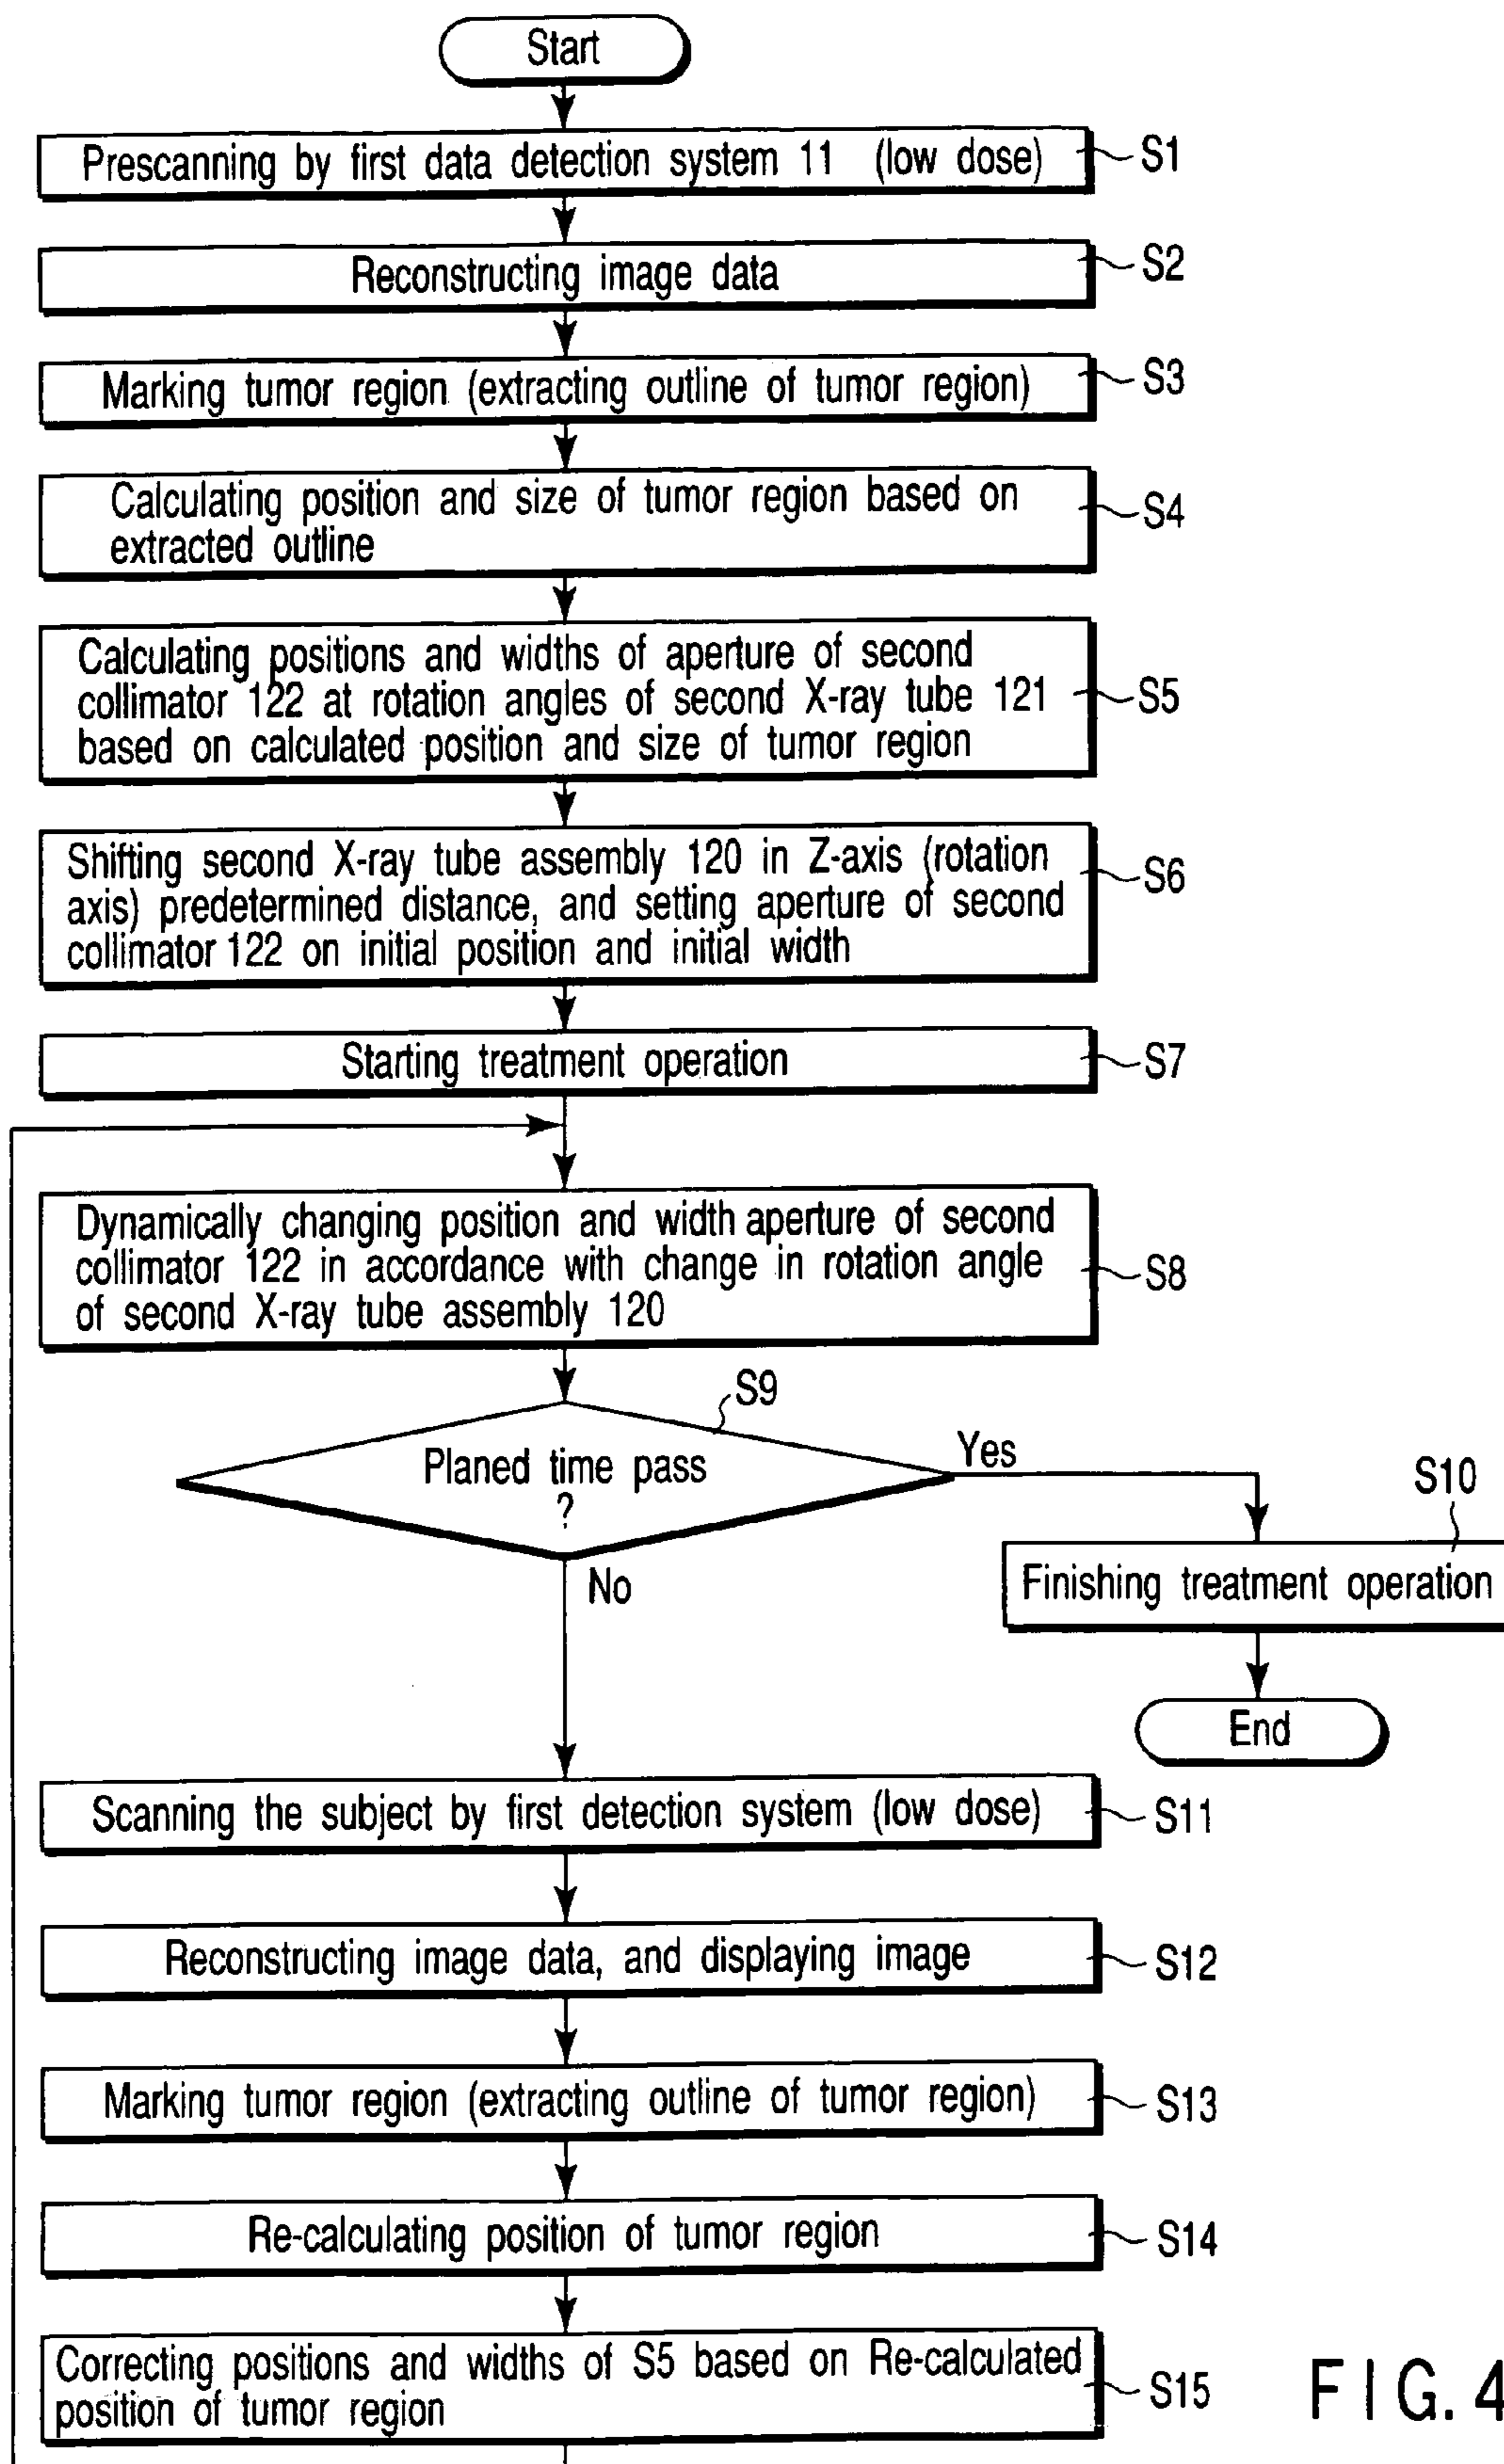 Start
Prescanning by first data detection system 11 (low dose)
S1
Reconstructing image data
S2
Marking tumor region (extracting outline of tumor region)
S3
Calculating position and size of tumor region based on
extracted outline
S4
Calculating positions and widths of aperture of second
collimator 122 at rotation angles of second X-ray tube 121
based on calculated position and size of tumor region
S5
Shifting second X-ray tube assembly 120 in Z-axis (rotation
axis) predetermined distance, and setting aperture of second
collimator 122 on initial position and initial width
S6
Starting treatment operation
S7
Dynamically changing position and width aperture of second
collimator 122 in accordance with change in rotation angle
of second X-ray tube assembly 120
S8
S9
Planed time pass
?
Yes
No
S10
Finishing treatment operation
End
Scanning the subject by first detection system (low dose)
S11
Reconstructing image data, and displaying image
S12
Marking tumor region (extracting outline of tumor region)
S13
Re-calculating position of tumor region
S14
Correcting positions and widths of S5 based on Re-calculated
position of tumor region
S15
FIG. 4